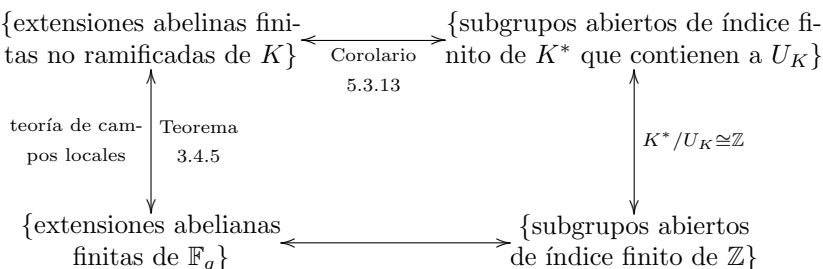 {extensiones abelinas fini-
tas no ramificadas de K}
Corolario
5.3.13
{subgrupos abiertos de índice fi-
nito de K* que contienen a U_K}
teoría de cam-
pos locales
Teorema
3.4.5
K*/U_K≅ℤ
{extensiones abelianas
finitas de 𝔽_q}
{subgrupos abiertos
de índice finito de ℤ}